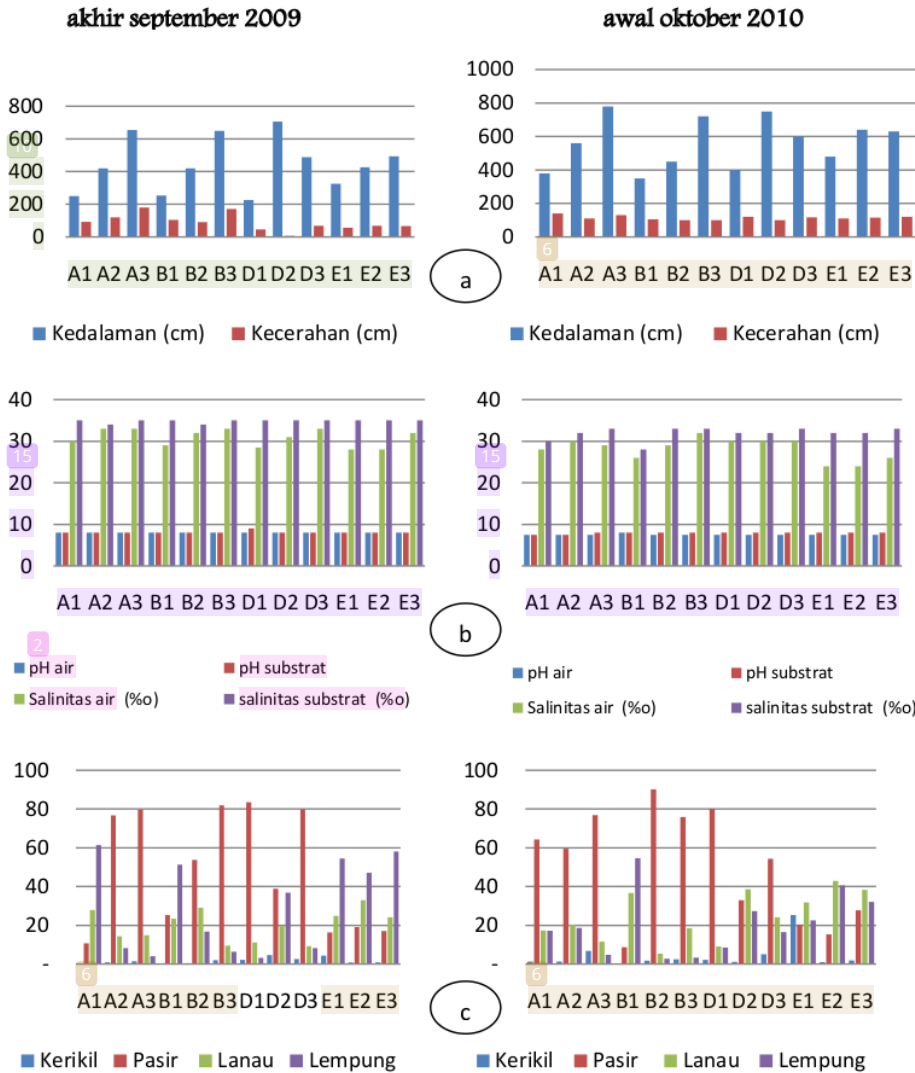 akhir september 2009
awal oktober 2010
800
600
10
400
200
0
A1 A2 A3 B1 B2 B3 D1 D2 D3 E1 E2 E3
Kedalaman (cm) Kecerahan (cm)
1000
800
600
400
200
0
6
A1 A2 A3 B1 B2 B3 D1 D2 D3 E1 E2 E3
Kedalaman (cm) Kecerahan (cm)
a
40
30
15
20
10
0
A1 A2 A3 B1 B2 B3 D1 D2 D3 E1 E2 E3
2
pH air pH substrat
Salinitas air (%o) salinitas substrat (%o)
40
30
15
20
10
0
A1 A2 A3 B1 B2 B3 D1 D2 D3 E1 E2 E3
pH air pH substrat
Salinitas air (%o) salinitas substrat (%o)
b
100
80
60
40
20
-
6
A1 A2 A3 B1 B2 B3 D1 D2 D3 E1 E2 E3
Kerikil Pasir Lanau Lempung
100
80
60
40
20
-
6
A1 A2 A3 B1 B2 B3 D1 D2 D3 E1 E2 E3
Kerikil Pasir Lanau Lempung
c